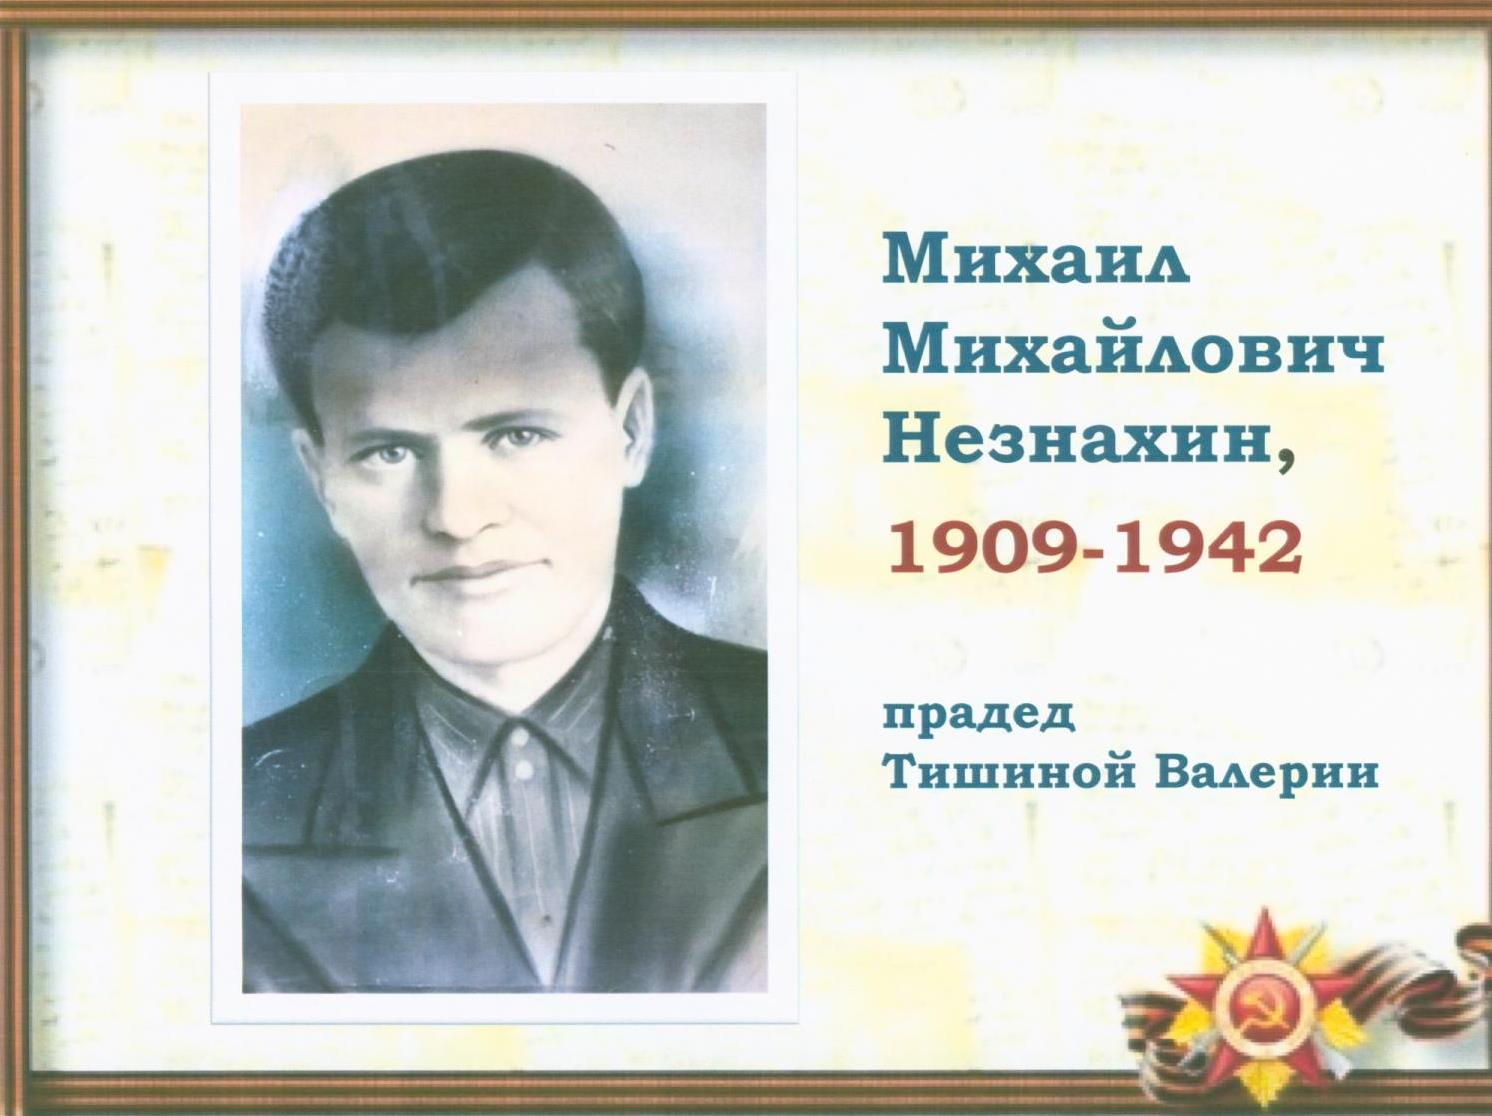 Михаил
Михайлович
Незнахин,
1909-1942
прадед
Тишиной Валерии